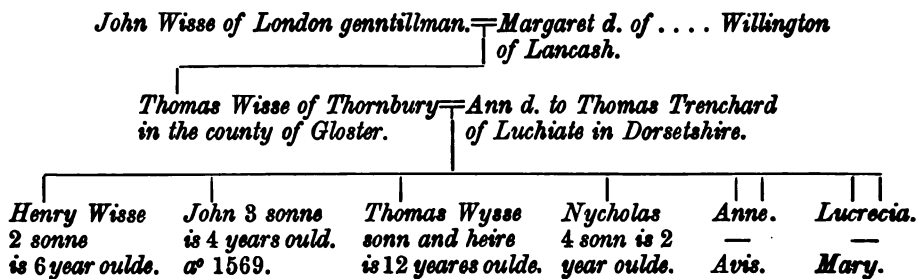 John Wisse of London genntillman. = Margaret d. of .... Willington
of Lancash.
Thomas Wisse of Thornbury = Ann d. to Thomas Trenchard
in the county of Gloster. of Luchiate in Dorsetshire.
Henry Wisse
2 sonne
is 6 year oulde.
John 3 sonne
is 4 years ould.
aº 1569.
Thomas Wysse
sonn and heire
is 12 yeares oulde.
Nycholas
4 sonn is 2
year oulde.
Anne.
—
Avis.
Lucrecia.
—
Mary.